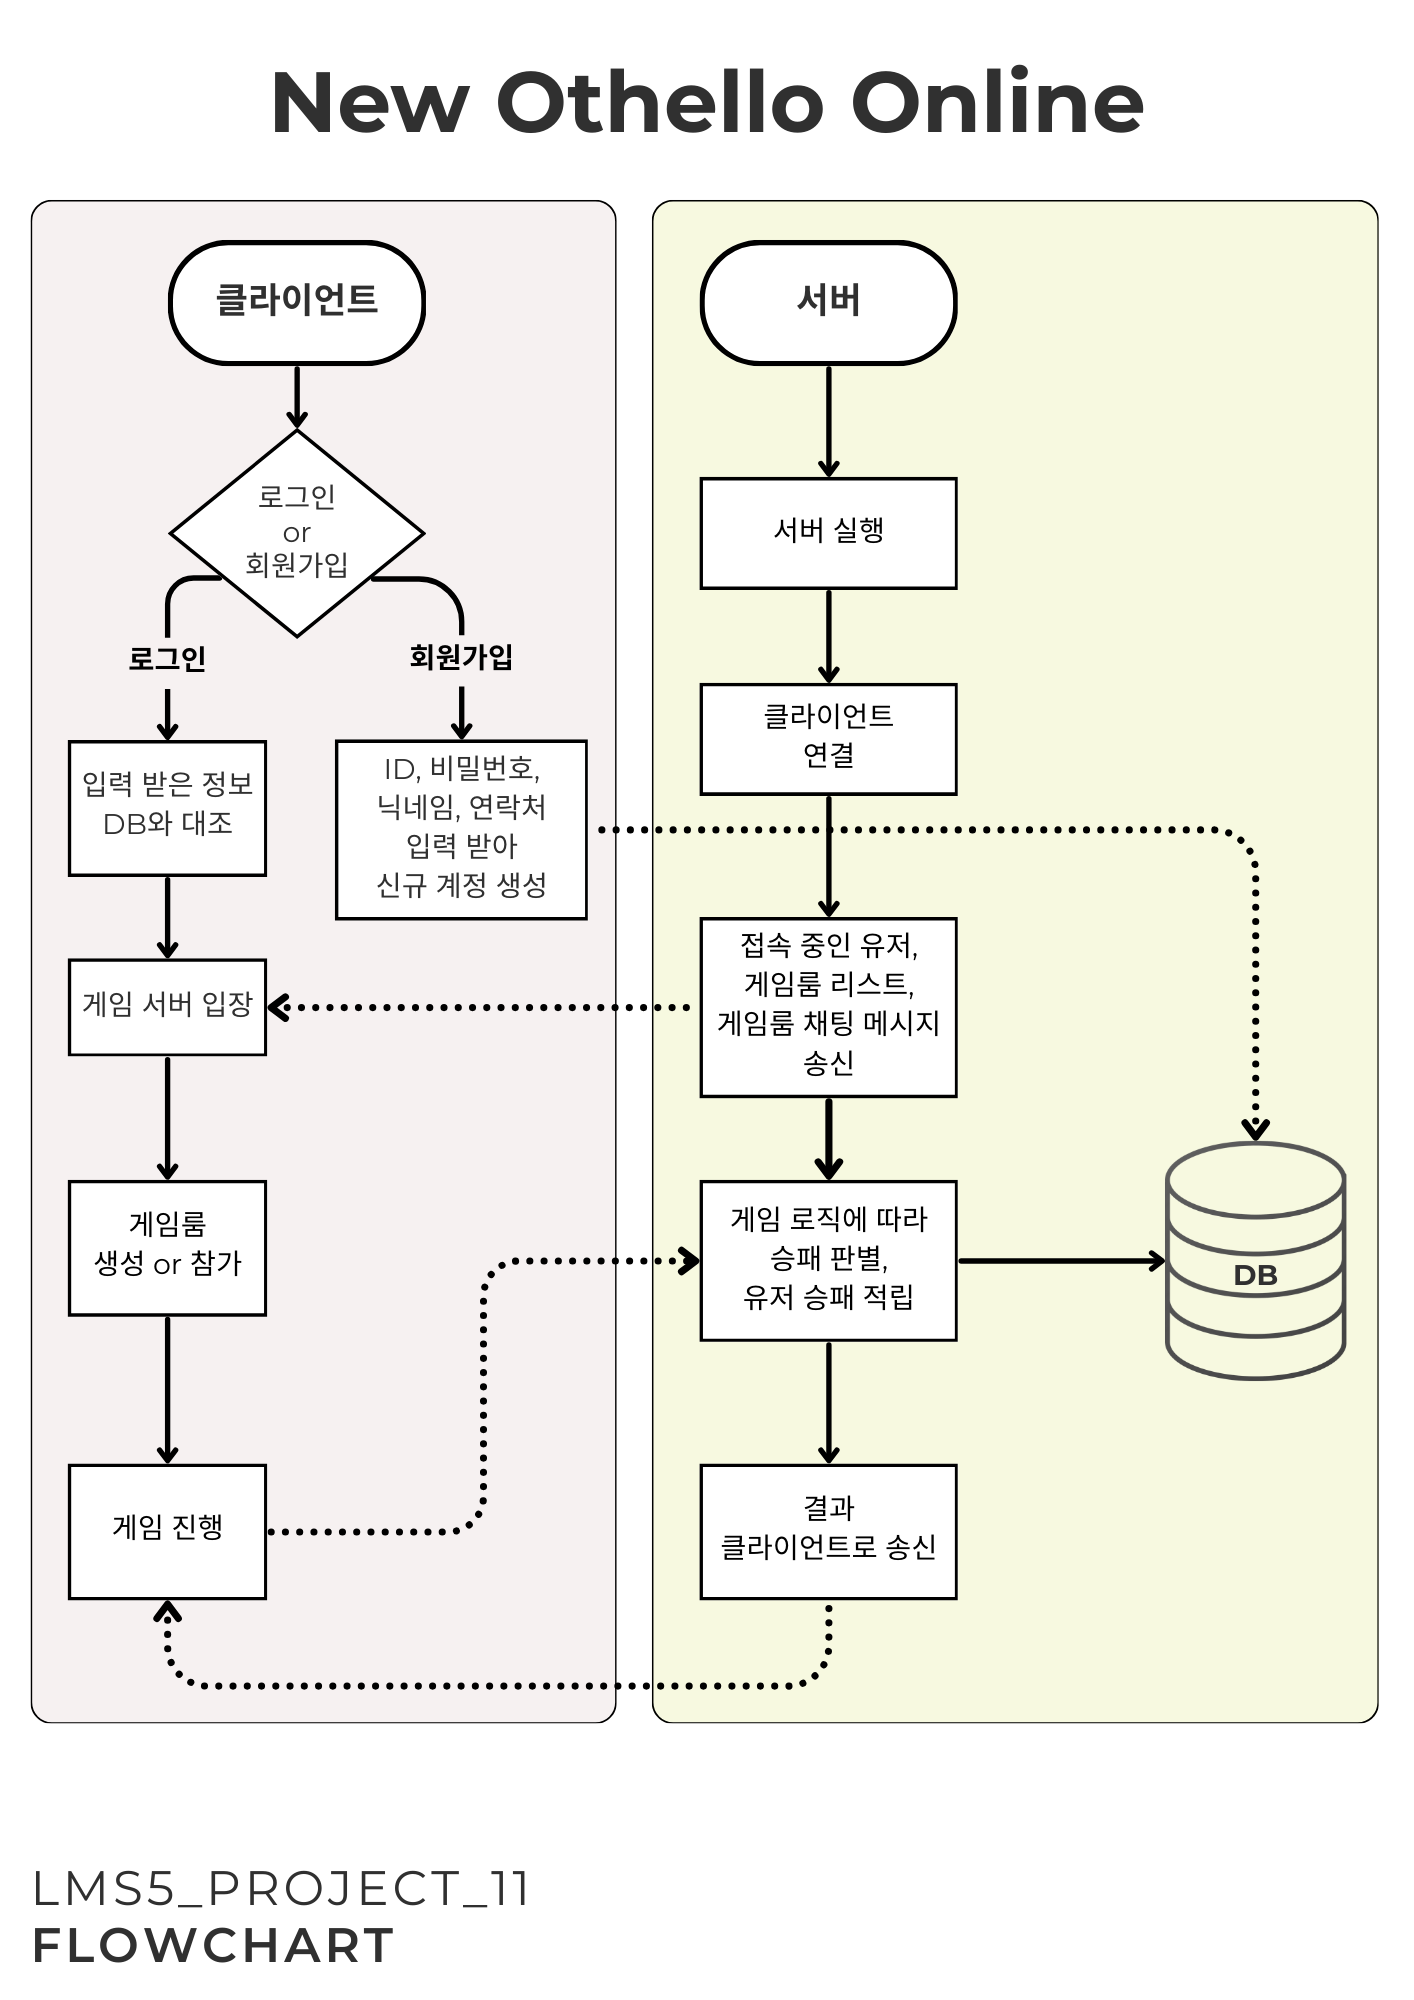 New Othello Online
클라이언트
로그인
or
회원가입
로그인
회원가입
입력 받은 정보
DB와 대조
ID, 비밀번호,
닉네임, 연락처
입력 받아
신규 계정 생성
게임 서버 입장
게임룸
생성 or 참가
게임 진행
서버
서버 실행
클라이언트
연결
접속 중인 유저,
게임룸 리스트,
게임룸 채팅 메시지
송신
게임 로직에 따라
승패 판별,
유저 승패 적립
DB
결과
클라이언트로 송신
LMS5_PROJECT_11
FLOWCHART